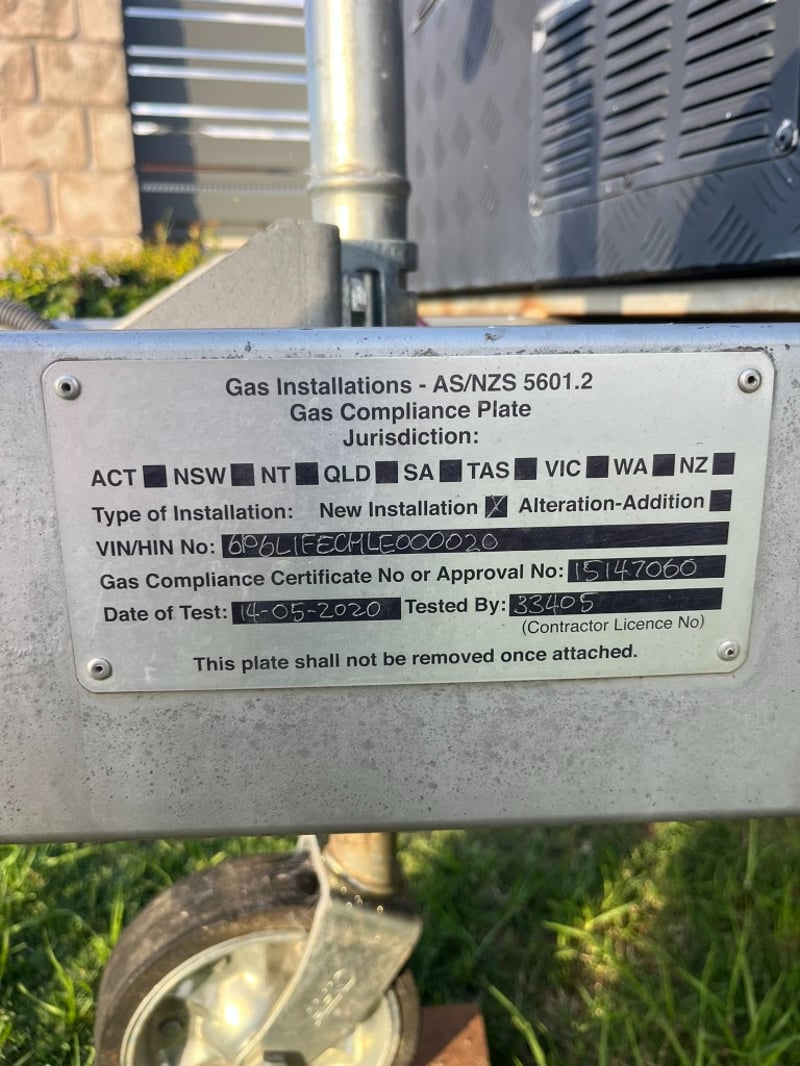 Gas Installations - AS/NZS 5601.2
Gas Compliance Plate
Jurisdiction:
ACT NSW NT QLD SA TAS VIC WA NZ
Type of Installation: New Installation X Alteration-Addition
VIN/HIN No: 6P6L1FECMLE000020
Gas Compliance Certificate No or Approval No: 15147060
Date of Test: 14-05-2020 Tested By: 33405
(Contractor Licence No)
This plate shall not be removed once attached.